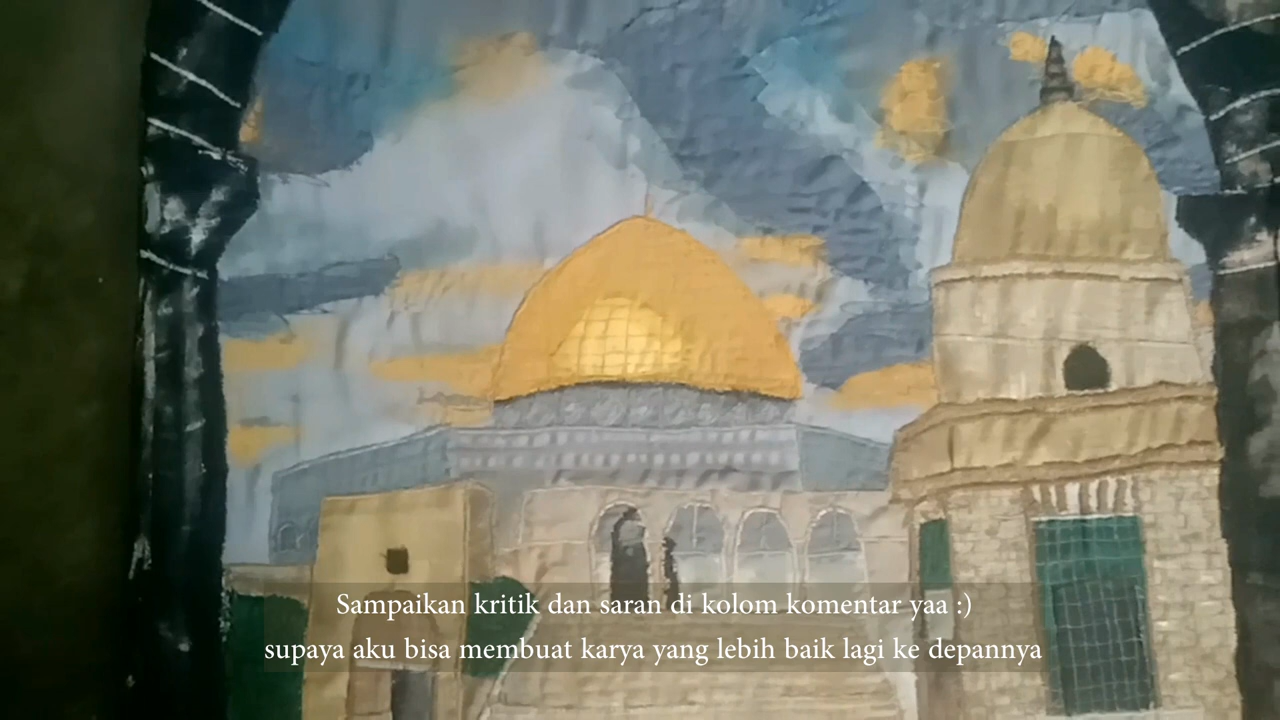 Sampaikan kritik dan saran di kolom komentar yaa :)
supaya aku bisa membuat karya yang lebih baik lagi ke depannya